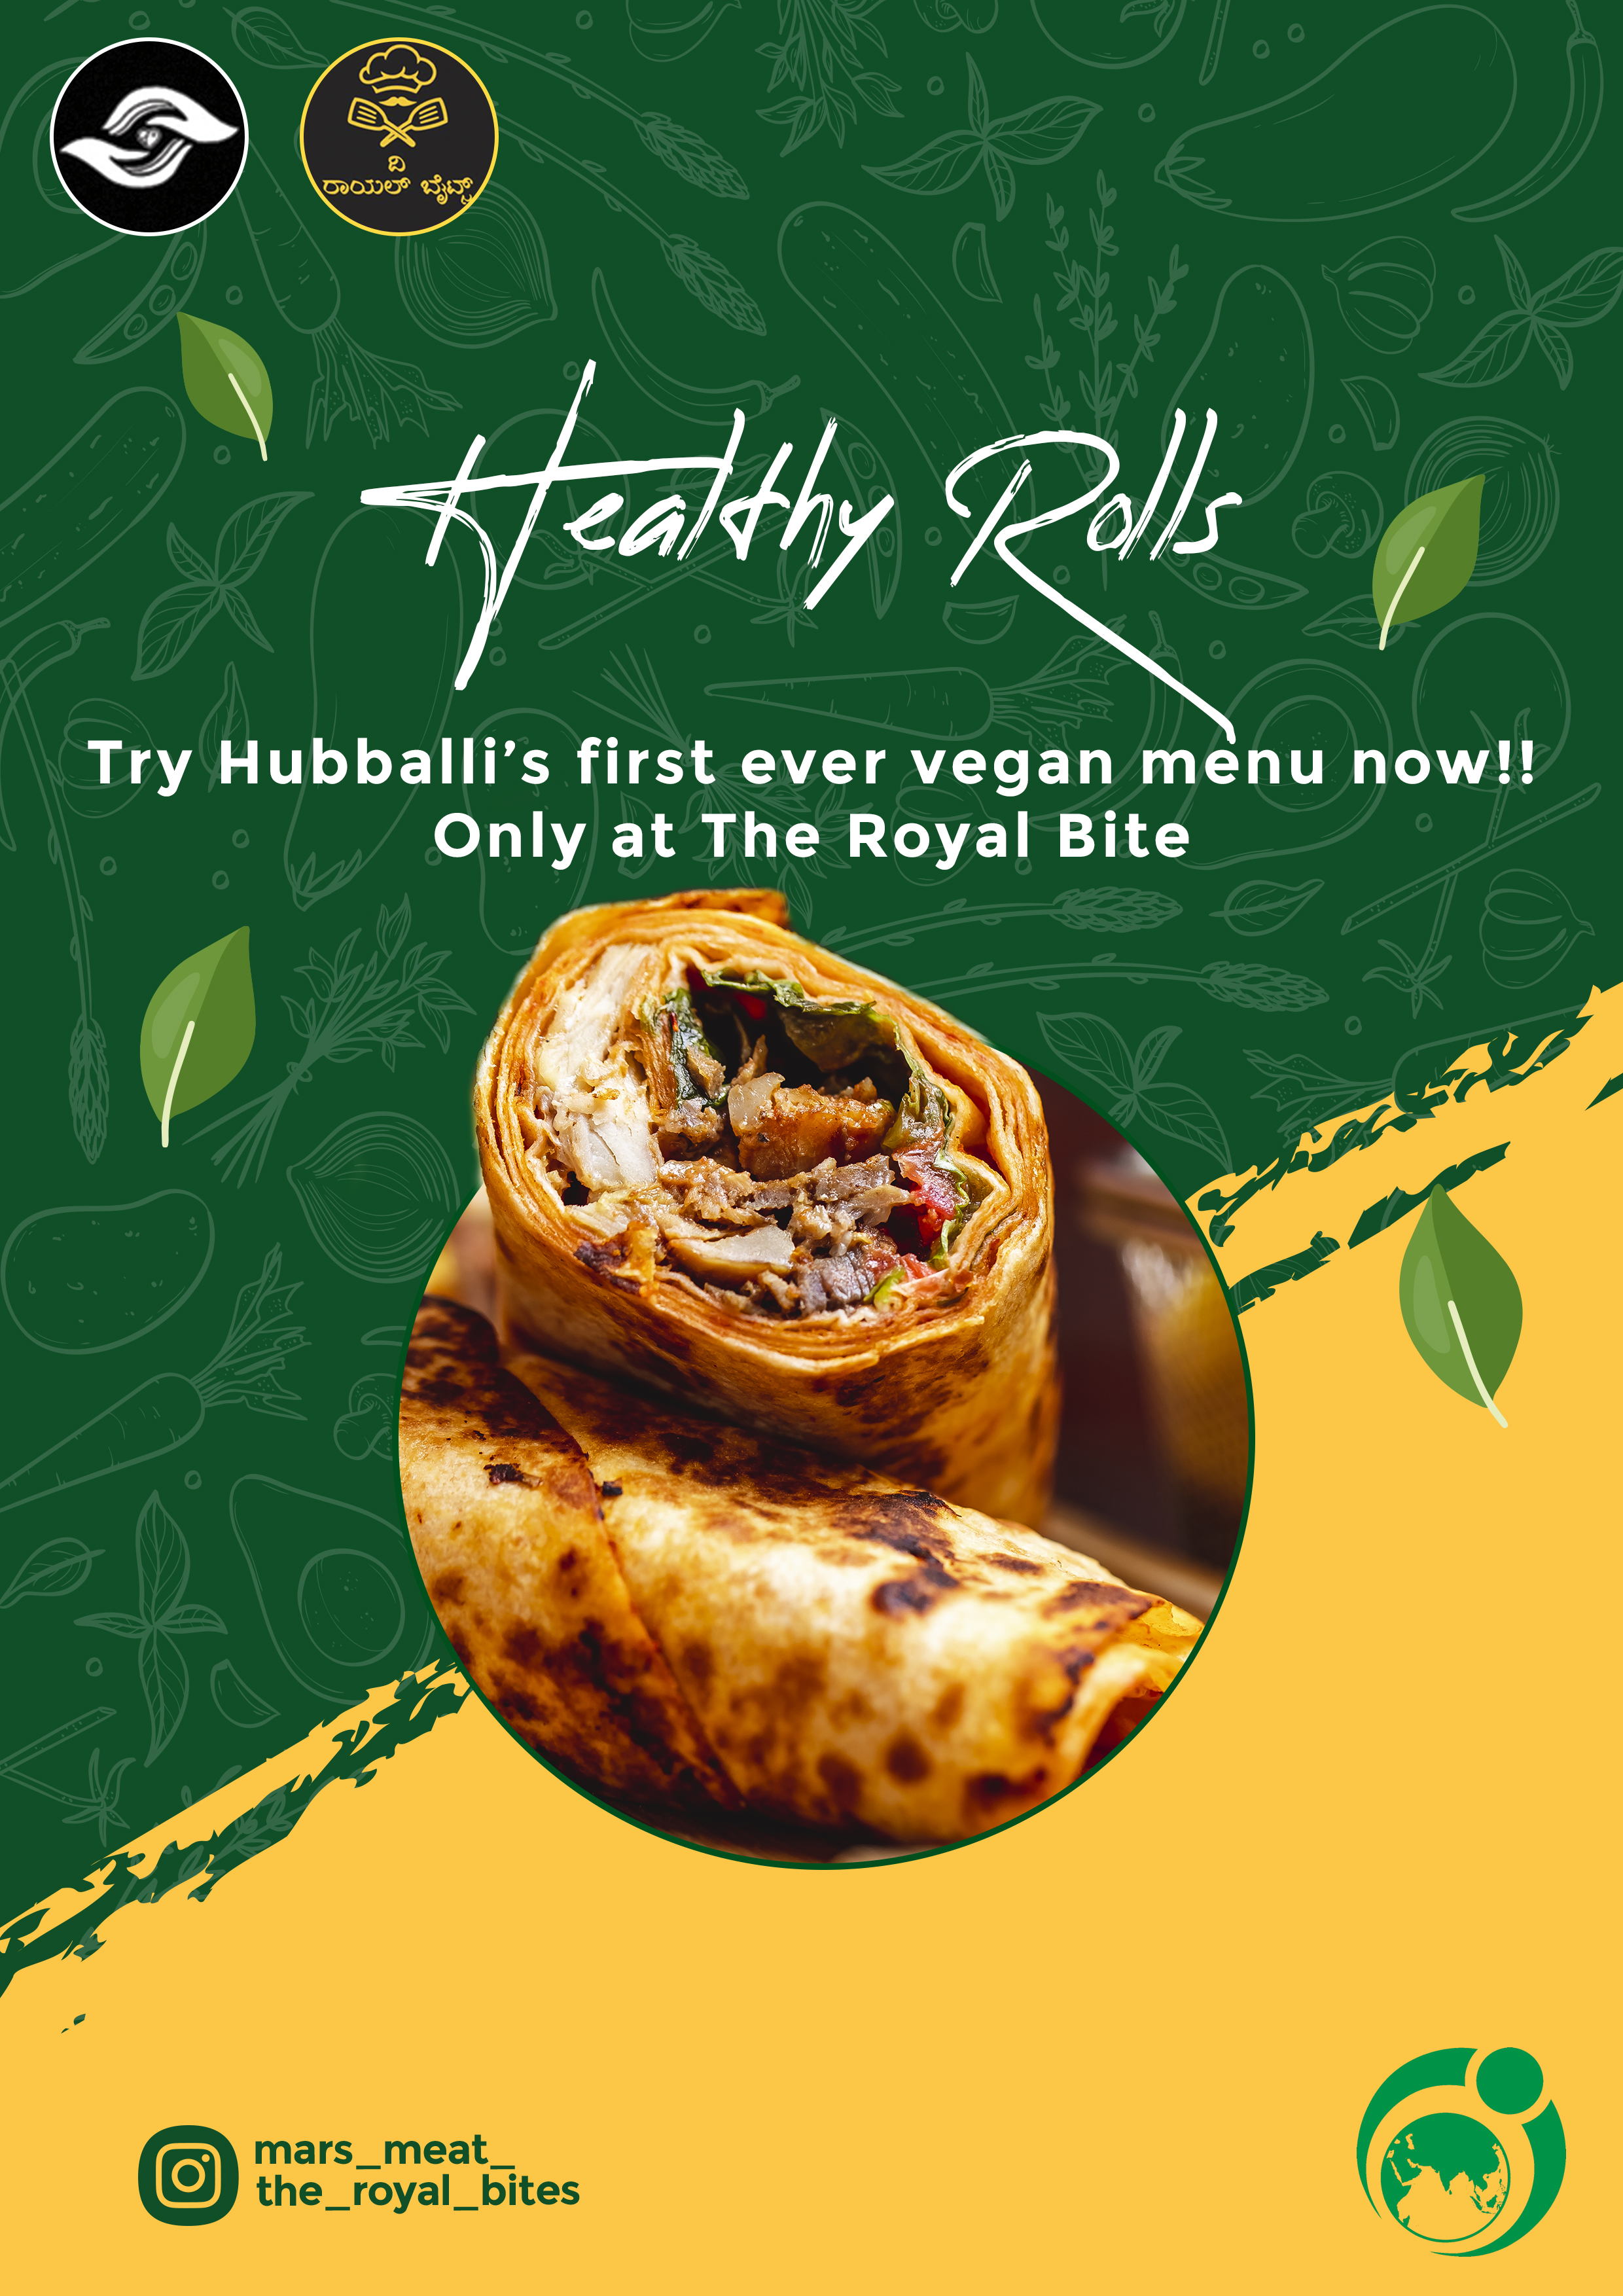 ದಿ
ರಾಯಲ್ ಬೈಟ್ಸ್
Healthy Rolls
Try Hubballi’s first ever vegan menu now!!
Only at The Royal Bite
mars_meat_
the_royal_bites